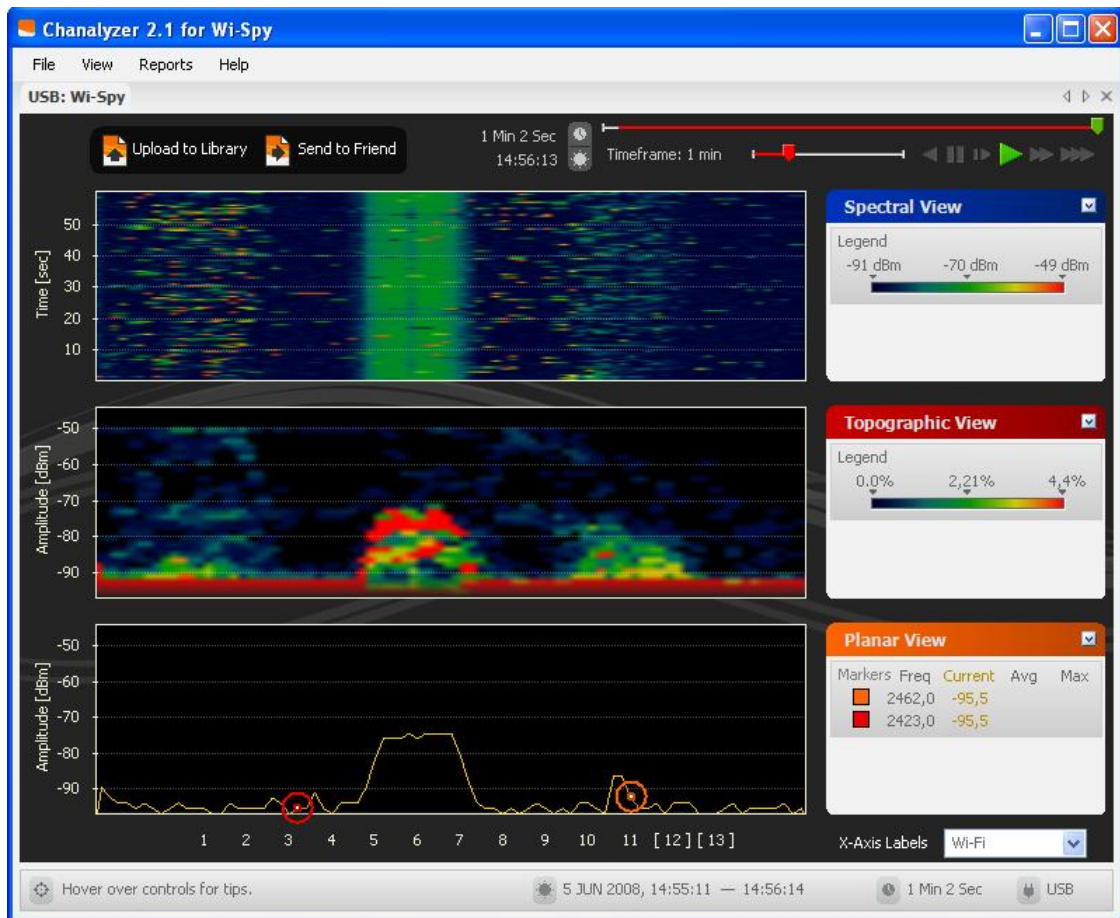 Chanalyzer 2.1 for Wi-Spy
File View Reports Help
USB: Wi-Spy
Upload to Library Send to Friend
1 Min 2 Sec
14:56:13
Timeframe: 1 min
Time [sec]
50
40
30
20
10
Spectral View
Legend
-91 dBm -70 dBm -49 dBm
Amplitude [dBm]
-50
-60
-70
-80
-90
Topographic View
Legend
0.0% 2,21% 4,4%
Amplitude [dBm]
-50
-60
-70
-80
-90
Planar View
Markers Freq Current Avg Max
2462,0 -95,5
2423,0 -95,5
1 2 3 4 5 6 7 8 9 10 11 [12] [13]
X-Axis Labels Wi-Fi
Hover over controls for tips. 5 JUN 2008, 14:55:11 — 14:56:14 1 Min 2 Sec USB